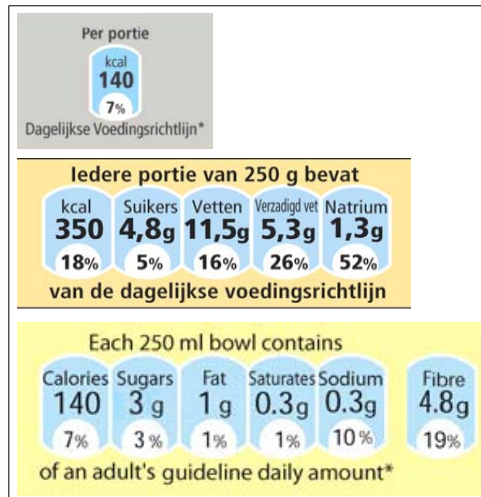 Per portie
kcal
140
7%
Dagelijkse Voedingsrichtlijn*
Iedere portie van 250 g bevat
kcal Suikers Vetten Verzadigd vet Natrium
350 4,8g 11,5g 5,3g 1,3g
18% 5% 16% 26% 52%
van de dagelijkse voedingsrichtlijn
Each 250 ml bowl contains
Calories Sugars Fat Saturates Sodium Fibre
140 3 g 1 g 0.3g 0.3g 4.8g
7% 3% 1% 1% 10% 19%
of an adult's guideline daily amount*